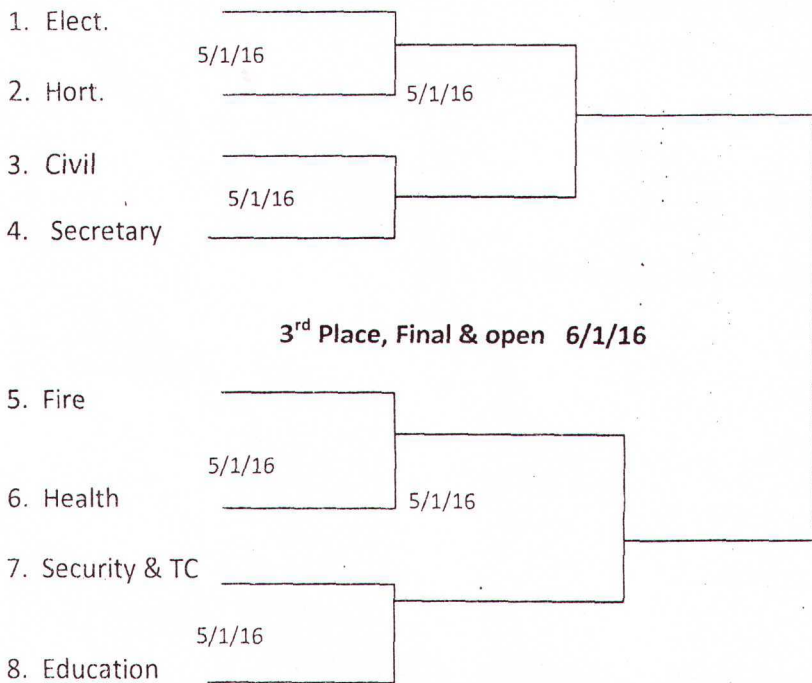 1. Elect.
5/1/16
2. Hort.
5/1/16
3. Civil
5/1/16
4. Secretary
3rd Place, Final & open 6/1/16
5. Fire
5/1/16
6. Health
5/1/16
7. Security & TC
5/1/16
8. Education